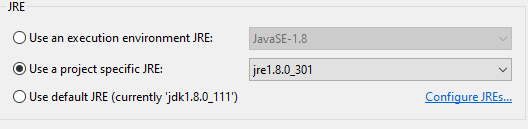 JRE
Use an execution environment JRE: JavaSE-1.8
Use a project specific JRE: jre1.8.0_301
Use default JRE (currently 'jdk1.8.0_111') Configure JREs...